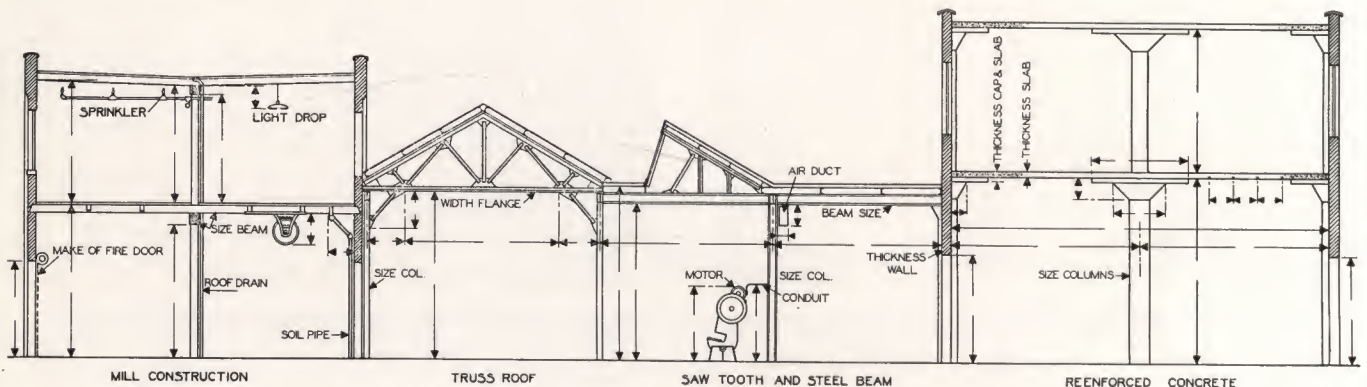 SPRINKLER
LIGHT DROP
SIZE BEAM
MAKE OF FIRE DOOR
ROOF DRAIN
SOIL PIPE
SIZE COL.
WIDTH FLANGE
AIR DUCT
BEAM SIZE
MOTOR
SIZE COL.
CONDUIT
THICKNESS
WALL
THICKNESS CAP & SLAB
THICKNESS SLAB
SIZE COLUMNS
MILL CONSTRUCTION
TRUSS ROOF
SAW TOOTH AND STEEL BEAM
REENFORCED CONCRETE